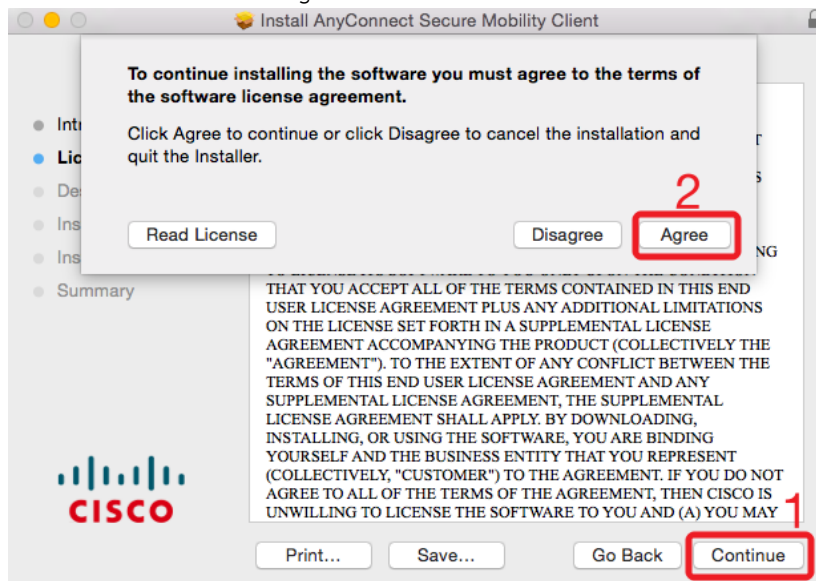 Install AnyConnect Secure Mobility Client
To continue installing the software you must agree to the terms of
the software license agreement.
Click Agree to continue or click Disagree to cancel the installation and
quit the Installer.
2
Read License
Disagree
Agree
Summary
NG
THAT YOU ACCEPT ALL OF THE TERMS CONTAINED IN THIS END
USER LICENSE AGREEMENT PLUS ANY ADDITIONAL LIMITATIONS
ON THE LICENSE SET FORTH IN A SUPPLEMENTAL LICENSE
AGREEMENT ACCOMPANYING THE PRODUCT (COLLECTIVELY THE
"AGREEMENT"). TO THE EXTENT OF ANY CONFLICT BETWEEN THE
TERMS OF THIS END USER LICENSE AGREEMENT AND ANY
SUPPLEMENTAL LICENSE AGREEMENT, THE SUPPLEMENTAL
LICENSE AGREEMENT SHALL APPLY. BY DOWNLOADING,
INSTALLING, OR USING THE SOFTWARE, YOU ARE BINDING
YOURSELF AND THE BUSINESS ENTITY THAT YOU REPRESENT
(COLLECTIVELY, "CUSTOMER") TO THE AGREEMENT. IF YOU DO NOT
AGREE TO ALL OF THE TERMS OF THE AGREEMENT, THEN CISCO IS
UNWILLING TO LICENSE THE SOFTWARE TO YOU AND (A) YOU MAY
CISCO
1
Print...
Save...
Go Back
Continue